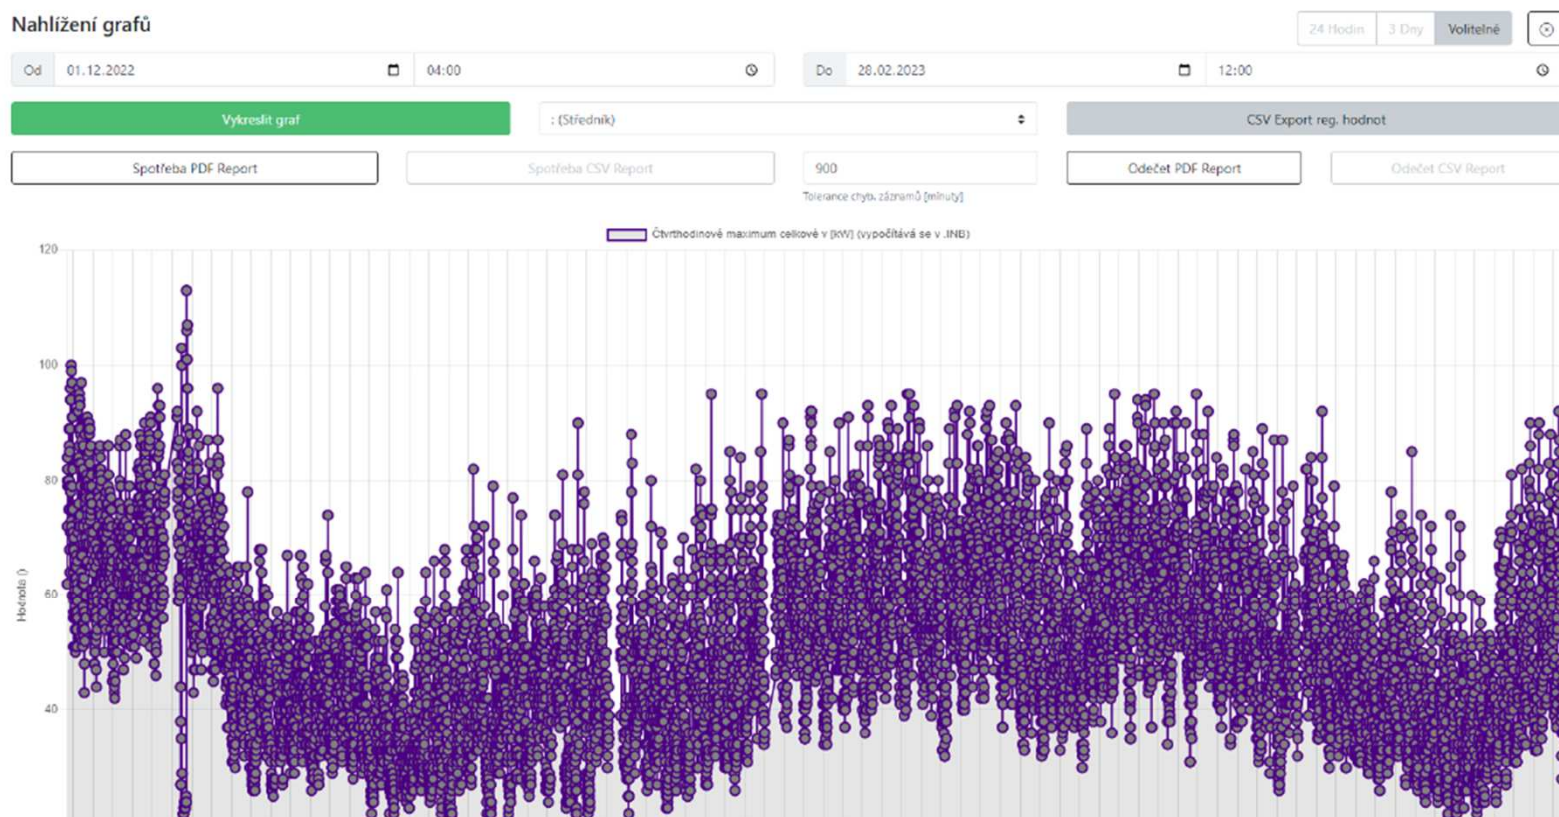 Nahlížení grafů
24 Hodin 3 Dny Volitelné
Od 01.12.2022 04:00 Do 28.02.2023 12:00
Vykreslit graf ; (Středník) CSV Export reg. hodnot
Spotřeba PDF Report Spotřeba CSV Report 900 Odečet PDF Report Odečet CSV Report
Tolerance chyb. záznamů [minuty]
Čtvrthodinové maximum celkové v [kW] (vypočítává se v .INB)
120
100
80
60
40
Hodnota ()